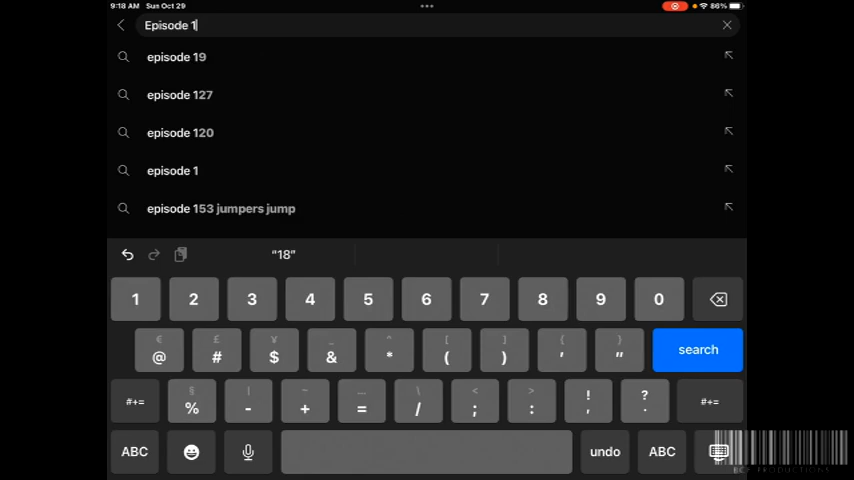 9:18 AM Sun Oct 29
86%
Episode 1
episode 19
episode 127
episode 120
episode 1
episode 153 jumpers jump
“18”
1 2 3 4 5 6 7 8 9 0
€ £ ¥ _ ^ [ ] { }
@ # $ & * ( ) ' "
search
§ | ~ … \ < > ! ?
#+= % - + = / ; : , . #+=
ABC undo ABC
PRODUCTIONS